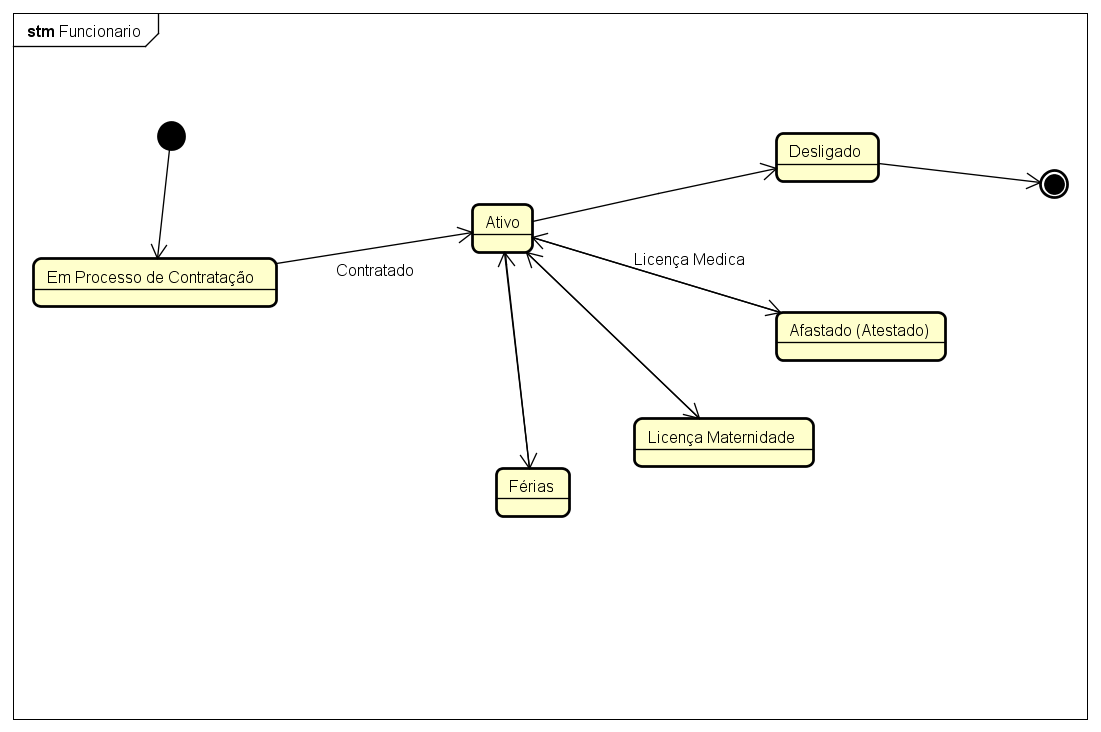 stm Funcionario
Desligado
Ativo
Licença Medica
Contratado
Em Processo de Contratação
Afastado (Atestado)
Licença Maternidade
Férias